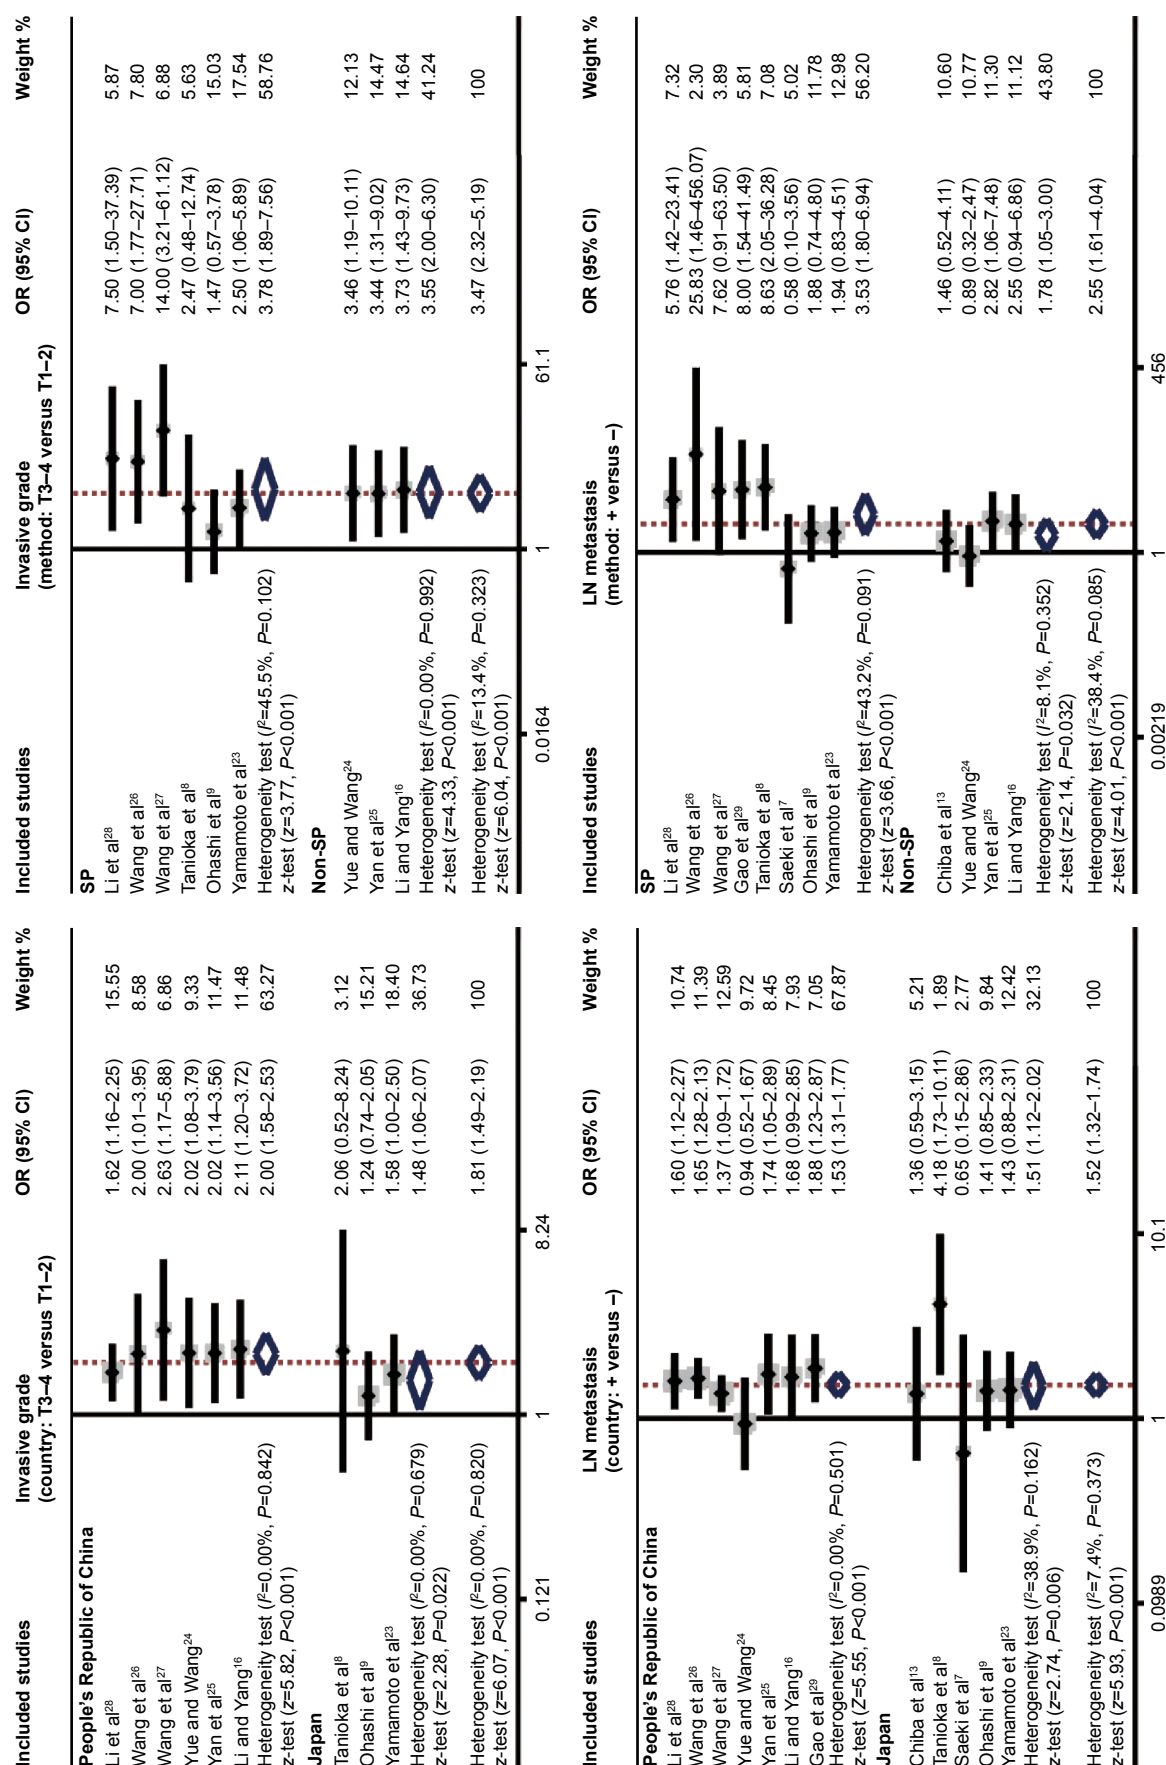 Included studies Invasive grade OR (95% CI) Weight %
(country: T3–4 versus T1–2)
People's Republic of China
Li et al28 1.62 (1.16–2.25) 15.55
Wang et al26 2.00 (1.01–3.95) 8.58
Wang et al27 2.63 (1.17–5.88) 6.86
Yue and Wang24 2.02 (1.08–3.79) 9.33
Yan et al25 2.02 (1.14–3.56) 11.47
Li and Yang16 2.11 (1.20–3.72) 11.48
Heterogeneity test (I2=0.00%, P=0.842) 2.00 (1.58–2.53) 63.27
z-test (z=5.82, P<0.001)
Japan
Tanioka et al8 2.06 (0.52–8.24) 3.12
Ohashi et al9 1.24 (0.74–2.05) 15.21
Yamamoto et al23 1.58 (1.00–2.50) 18.40
Heterogeneity test (I2=0.00%, P=0.679) 1.48 (1.06–2.07) 36.73
z-test (z=2.28, P=0.022)
Heterogeneity test (I2=0.00%, P=0.820) 1.81 (1.49–2.19) 100
z-test (z=6.07, P<0.001)
0.121 1 8.24
Included studies Invasive grade OR (95% CI) Weight %
(method: T3–4 versus T1–2)
SP
Li et al28 7.50 (1.50–37.39) 5.87
Wang et al26 7.00 (1.77–27.71) 7.80
Wang et al27 14.00 (3.21–61.12) 6.88
Tanioka et al8 2.47 (0.48–12.74) 5.63
Ohashi et al9 1.47 (0.57–3.78) 15.03
Yamamoto et al23 2.50 (1.06–5.89) 17.54
Heterogeneity test (I2=45.5%, P=0.102) 3.78 (1.89–7.56) 58.76
z-test (z=3.77, P<0.001)
Non-SP
Yue and Wang24 3.46 (1.19–10.11) 12.13
Yan et al25 3.44 (1.31–9.02) 14.47
Li and Yang16 3.73 (1.43–9.73) 14.64
Heterogeneity test (I2=0.00%, P=0.992) 3.55 (2.00–6.30) 41.24
z-test (z=4.33, P<0.001)
Heterogeneity test (I2=13.4%, P=0.323) 3.47 (2.32–5.19) 100
z-test (z=6.04, P<0.001)
0.0164 1 61.1
Included studies LN metastasis OR (95% CI) Weight %
(country: + versus –)
People's Republic of China
Li et al28 1.60 (1.12–2.27) 10.74
Wang et al26 1.65 (1.28–2.13) 11.39
Wang et al27 1.37 (1.09–1.72) 12.59
Yue and Wang24 0.94 (0.52–1.67) 9.72
Yan et al25 1.74 (1.05–2.89) 8.45
Li and Yang16 1.68 (0.99–2.85) 7.93
Gao et al29 1.88 (1.23–2.87) 7.05
Heterogeneity test (I2=0.00%, P=0.501) 1.53 (1.31–1.77) 67.87
z-test (Z=5.55, P<0.001)
Japan
Chiba et al13 1.36 (0.59–3.15) 5.21
Tanioka et al8 4.18 (1.73–10.11) 1.89
Saeki et al7 0.65 (0.15–2.86) 2.77
Ohashi et al9 1.41 (0.85–2.33) 9.84
Yamamoto et al23 1.43 (0.88–2.31) 12.42
Heterogeneity test (I2=38.9%, P=0.162) 1.51 (1.12–2.02) 32.13
z-test (z=2.74, P=0.006)
Heterogeneity test (I2=7.4%, P=0.373) 1.52 (1.32–1.74) 100
z-test (z=5.93, P<0.001)
0.0989 1 10.1
Included studies LN metastasis OR (95% CI) Weight %
(method: + versus –)
SP
Li et al28 5.76 (1.42–23.41) 7.32
Wang et al26 25.83 (1.46–456.07) 2.30
Wang et al27 7.62 (0.91–63.50) 3.89
Gao et al29 8.00 (1.54–41.49) 5.81
Tanioka et al8 8.63 (2.05–36.28) 7.08
Saeki et al7 0.58 (0.10–3.56) 5.02
Ohashi et al9 1.88 (0.74–4.80) 11.78
Yamamoto et al23 1.94 (0.83–4.51) 12.98
Heterogeneity test (I2=43.2%, P=0.091) 3.53 (1.80–6.94) 56.20
z-test (z=3.66, P<0.001)
Non-SP
Chiba et al13 1.46 (0.52–4.11) 10.60
Yue and Wang24 0.89 (0.32–2.47) 10.77
Yan et al25 2.82 (1.06–7.48) 11.30
Li and Yang16 2.55 (0.94–6.86) 11.12
Heterogeneity test (I2=8.1%, P=0.352) 1.78 (1.05–3.00) 43.80
z-test (z=2.14, P=0.032)
Heterogeneity test (I2=38.4%, P=0.085) 2.55 (1.61–4.04) 100
z-test (z=4.01, P<0.001)
0.00219 1 456